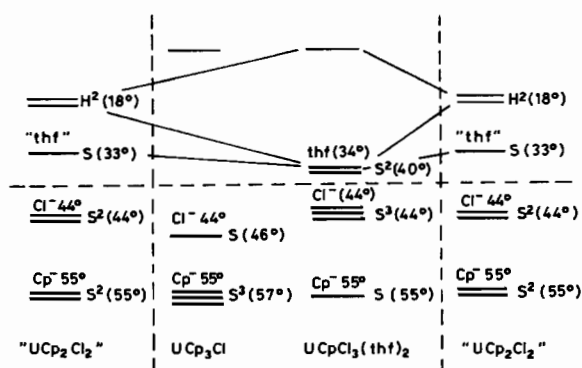 H²(18°)
H²(18°)
"thf"
S(33°)
thf(34°)
S²(40°)
"thf"
S(33°)
Cl⁻44°
S²(44°)
Cl⁻44°
S(46°)
Cl⁻(44°)
S³(44°)
Cl⁻44°
S²(44°)
Cp⁻55°
S²(55°)
Cp⁻55°
S³(57°)
Cp⁻55°
S(55°)
Cp⁻55°
S²(55°)
"UCp₂Cl₂"
UCp₃Cl
UCpCl₃(thf)₂
"UCp₂Cl₂"